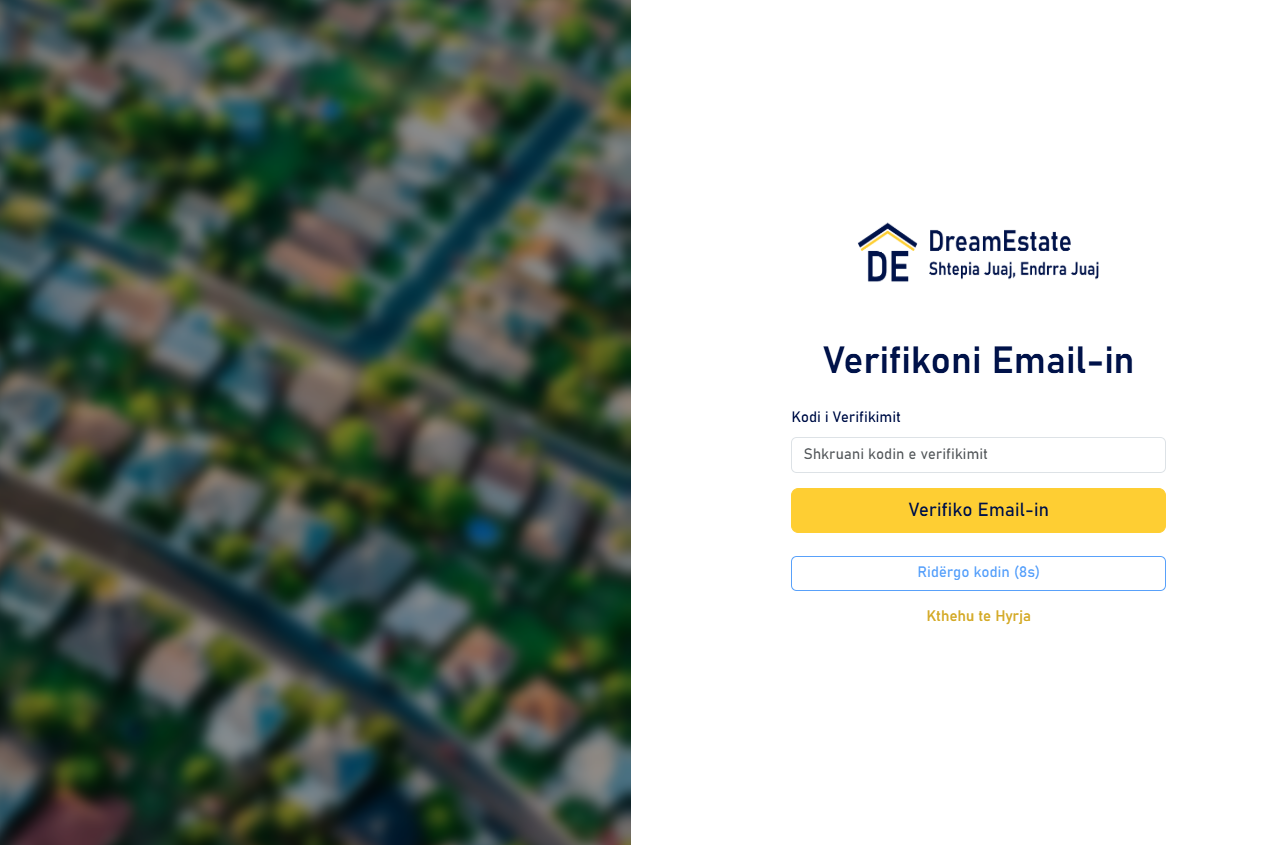 DE
DreamEstate
Shtepia Juaj, Endrra Juaj
Verifikoni Email-in
Kodi i Verifikimit
Shkruani kodin e verifikimit
Verifiko Email-in
Ridërgo kodin (8s)
Kthehu te Hyrja